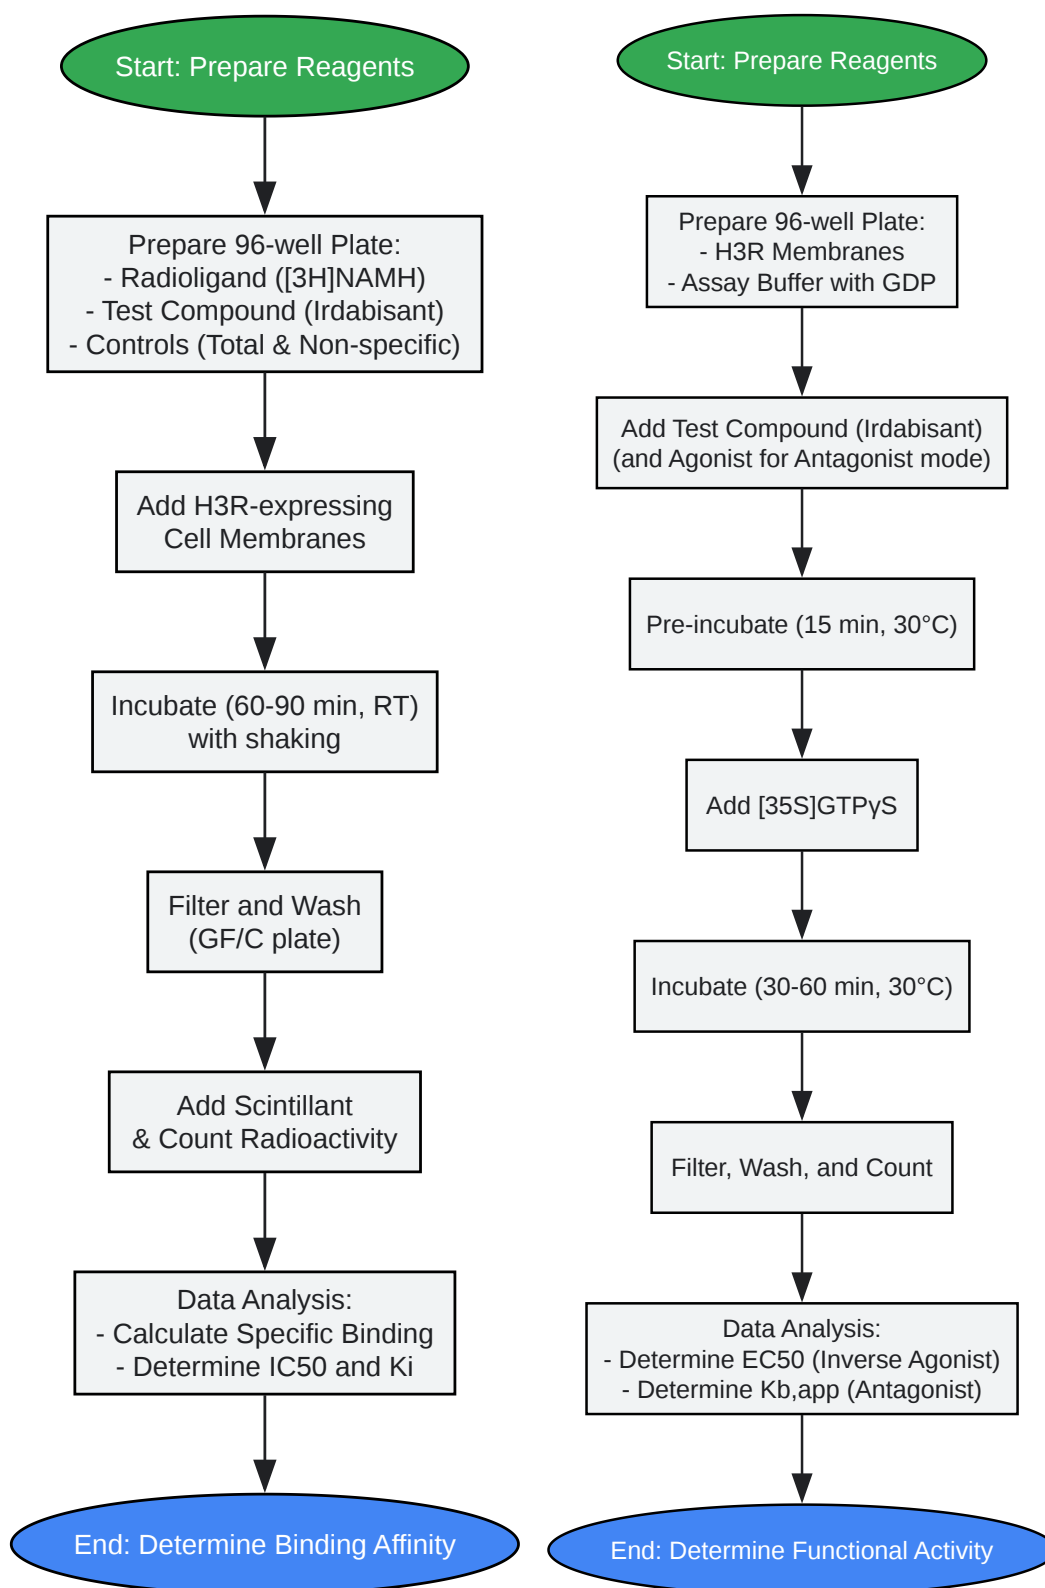 Start: Prepare Reagents
Prepare 96-well Plate:
- Radioligand ([3H]NAMH)
- Test Compound (Irdabisant)
- Controls (Total & Non-specific)
Add H3R-expressing
Cell Membranes
Incubate (60-90 min, RT)
with shaking
Filter and Wash
(GF/C plate)
Add Scintillant
& Count Radioactivity
Data Analysis:
- Calculate Specific Binding
- Determine IC50 and Ki
End: Determine Binding Affinity
Start: Prepare Reagents
Prepare 96-well Plate:
- H3R Membranes
- Assay Buffer with GDP
Add Test Compound (Irdabisant)
(and Agonist for Antagonist mode)
Pre-incubate (15 min, 30°C)
Add [35S]GTPγS
Incubate (30-60 min, 30°C)
Filter, Wash, and Count
Data Analysis:
- Determine EC50 (Inverse Agonist)
- Determine Kb,app (Antagonist)
End: Determine Functional Activity